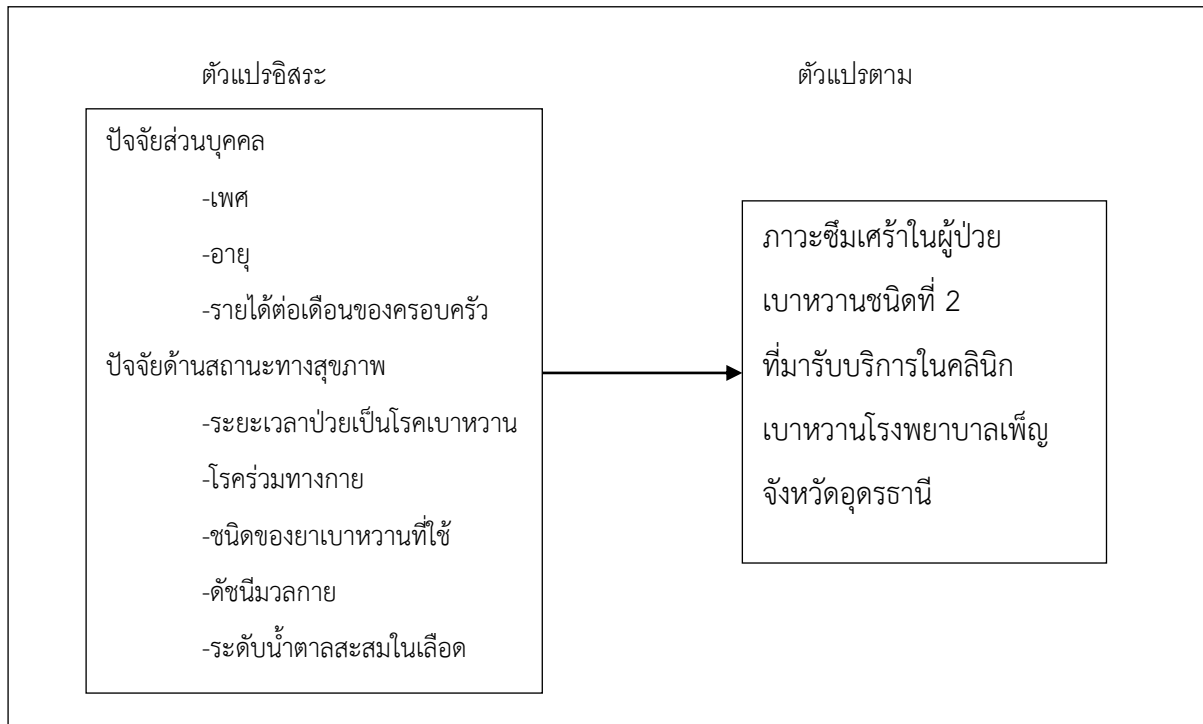 ตัวแปรอิสระ
ปัจจัยส่วนบุคคล
-เพศ
-อายุ
-รายได้ต่อเดือนของครอบครัว
ปัจจัยด้านสถานะทางสุขภาพ
-ระยะเวลาป่วยเป็นโรคเบาหวาน
-โรคร่วมทางกาย
-ชนิดของยาเบาหวานที่ใช้
-ดัชนีมวลกาย
-ระดับน้ำตาลสะสมในเลือด
ตัวแปรตาม
ภาวะซึมเศร้าในผู้ป่วย
เบาหวานชนิดที่ 2
ที่มารับบริการในคลินิก
เบาหวานโรงพยาบาลเพ็ญ
จังหวัดอุดรธานี